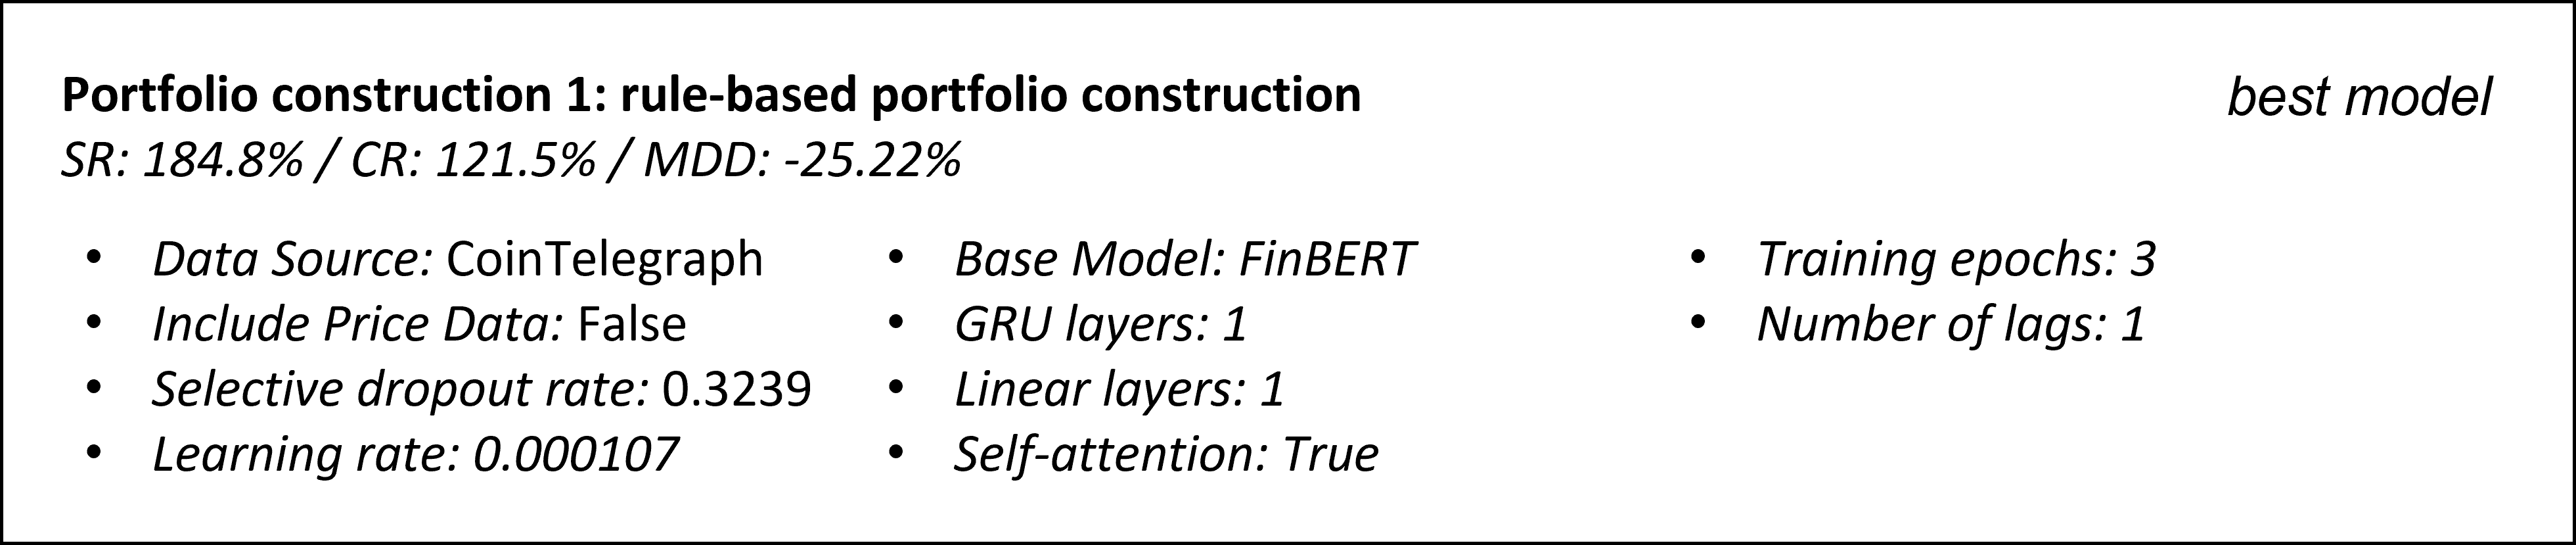 Portfolio construction 1: rule-based portfolio construction
best model
SR: 184.8% / CR: 121.5% / MDD: -25.22%
• Data Source: CoinTelegraph
• Include Price Data: False
• Selective dropout rate: 0.3239
• Learning rate: 0.000107
• Base Model: FinBERT
• GRU layers: 1
• Linear layers: 1
• Self-attention: True
• Training epochs: 3
• Number of lags: 1